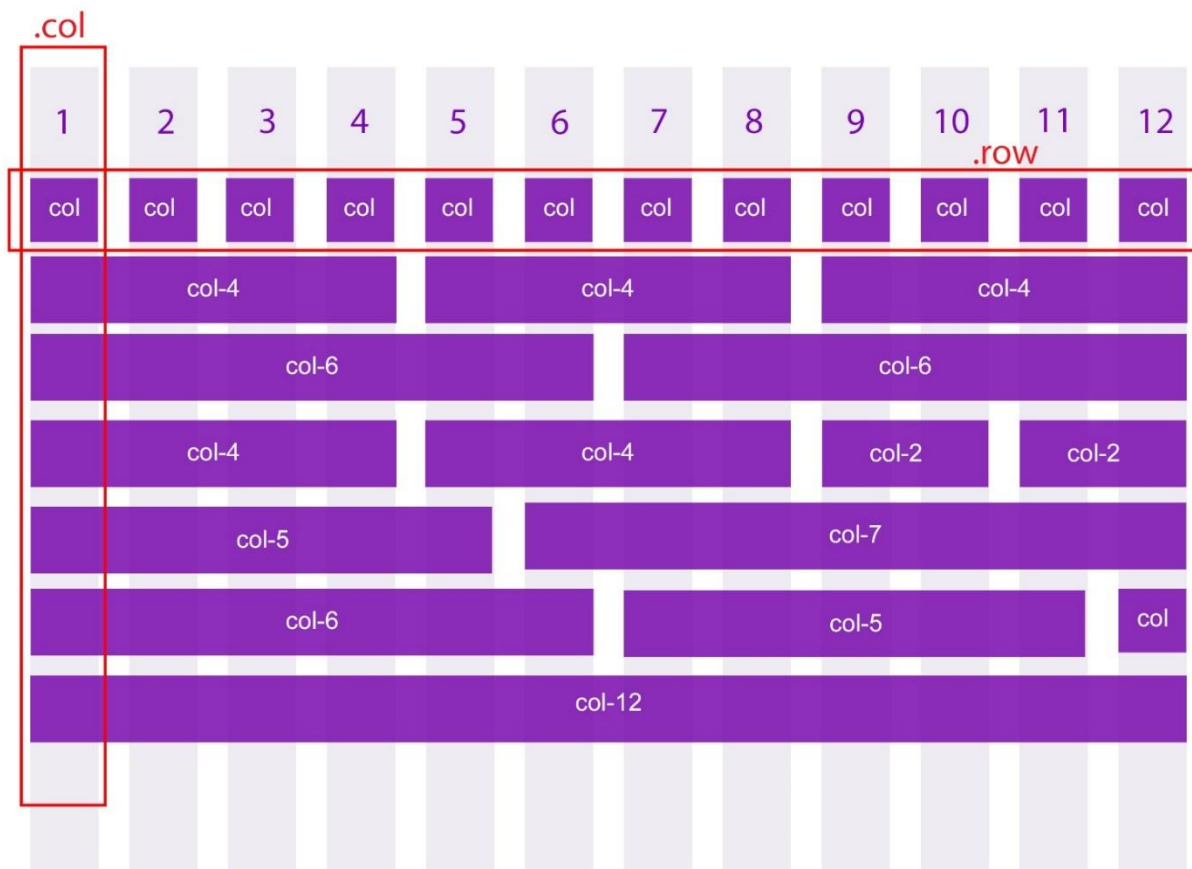 .col
1 2 3 4 5 6 7 8 9 10 11 12
.row
col col col col col col col col col col col col
col-4 col-4 col-4
col-6 col-6
col-4 col-4 col-2 col-2
col-5 col-7
col-6 col-5 col
col-12